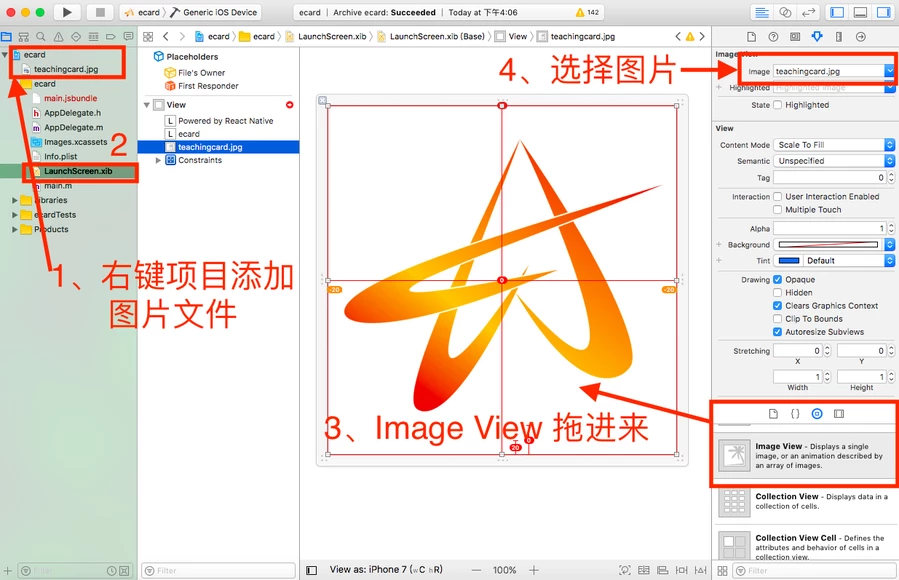 ecard
Generic iOS Device
ecard | Archive ecard: Succeeded | Today at 下午4:06
142
ecard
teachingcard.jpg
ecard
main.jsbundle
AppDelegate.h
AppDelegate.m
Images.xcassets
Info.plist
LaunchScreen.xib
main.m
Libraries
ecardTests
Products
2
1、右键项目添加
图片文件
Filter
Placeholders
File's Owner
First Responder
View
Powered by React Native
ecard
teachingcard.jpg
Constraints
Filter
ecard
ecard
LaunchScreen.xib
LaunchScreen.xib (Base)
View
teachingcard.jpg
4、选择图片
-20
-20
0
0
3、Image View 拖进来
20
0
View as: iPhone 7 (wC hR)
100%
Image View
Image teachingcard.jpg
Highlighted Highlighted Image
State Highlighted
View
Content Mode Scale To Fill
Semantic Unspecified
Tag 0
Interaction User Interaction Enabled
Multiple Touch
Alpha 1
Background
Tint Default
Drawing Opaque
Hidden
Clears Graphics Context
Clip To Bounds
Autoresize Subviews
Stretching 0 0
X Y
1 1
Width Height
Image View - Displays a single
image, or an animation described by
an array of images.
Collection View - Displays data in a
collection of cells.
Collection View Cell - Defines the
attributes and behavior of cells in a
collection view.
Filter